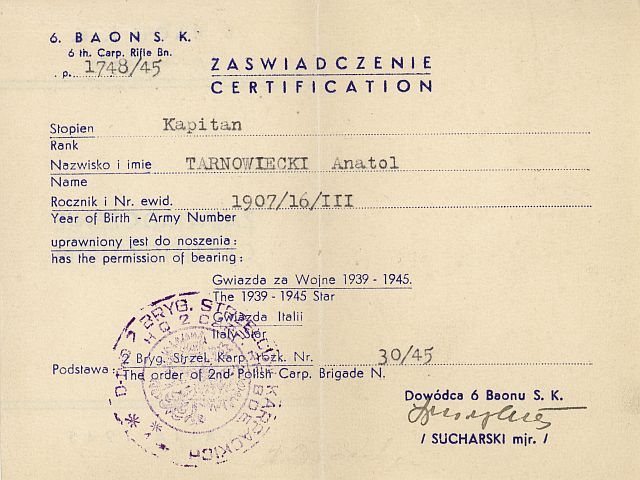 6. BAON S. K.
6 th. Carp. Rifle Bn.
p. 1748/45
ZASWIADCZENIE
CERTIFICATION
Stopien Kapitan
Rank
Nazwisko i imie TARNOWIECKI Anatol
Name
Rocznik i Nr. ewid. 1907/16/III
Year of Birth - Army Number
uprawniony jest do noszenia:
has the permission of bearing:
Gwiazda za Wojne 1939 - 1945.
The 1939 - 1945 Star
Gwiazda Italii
Italy Star
2 Bryg. Strzel. Karp. rozk. Nr. 30/45
Podstawa:
The order of 2nd Polish Carp. Brigade N.
Dowódca 6 Baonu S. K.
/ SUCHARSKI mjr. /